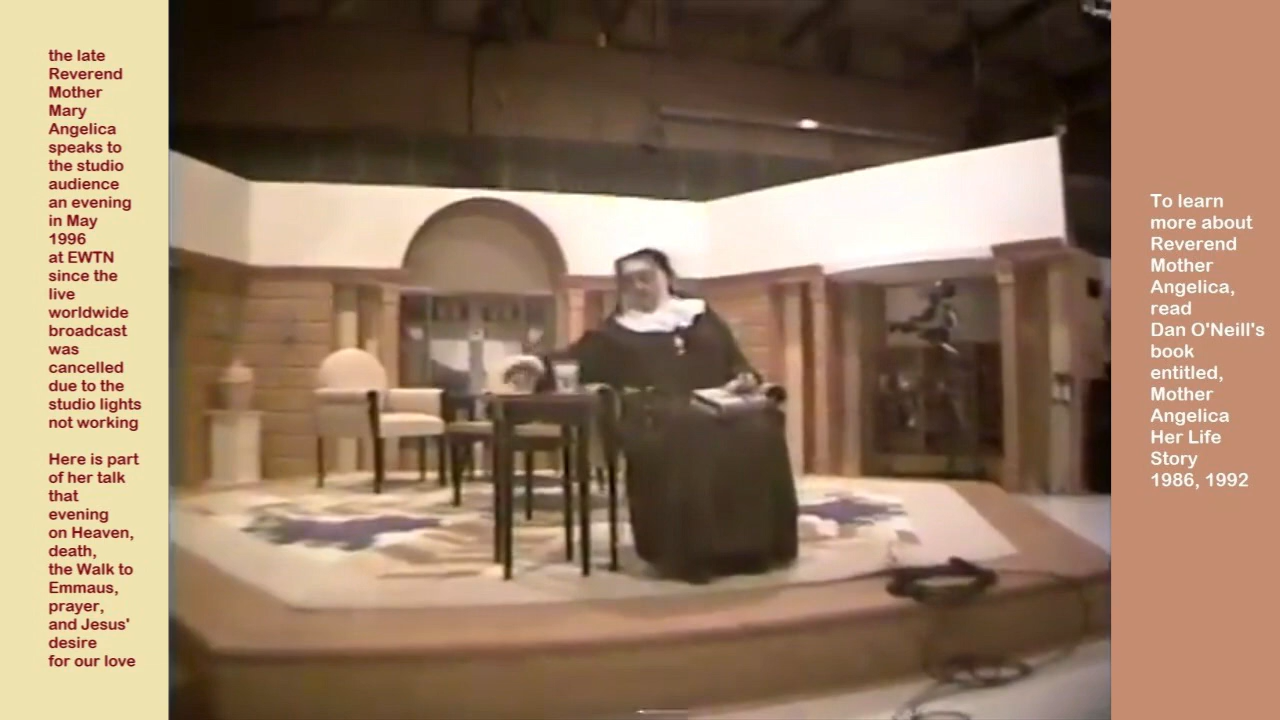 the late
Reverend
Mother
Mary
Angelica
speaks to
the studio
audience
an evening
in May
1996
at EWTN
since the
live
worldwide
broadcast
was
cancelled
due to the
studio lights
not working
Here is part
of her talk
that
evening
on Heaven,
death,
the Walk to
Emmaus,
prayer,
and Jesus'
desire
for our love
To learn
more about
Reverend
Mother
Angelica,
read
Dan O'Neill's
book
entitled,
Mother
Angelica
Her Life
Story
1986, 1992